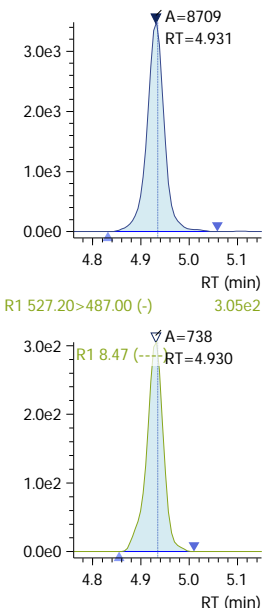 A=8709
RT=4.931
3.0e3
2.0e3
1.0e3
0.0e0
4.8 4.9 5.0 5.1
RT (min)
R1 527.20>487.00 (-) 3.05e2
A=738
3.0e2
R1 8.47 (----)
RT=4.930
2.0e2
1.0e2
0.0e0
4.8 4.9 5.0 5.1
RT (min)